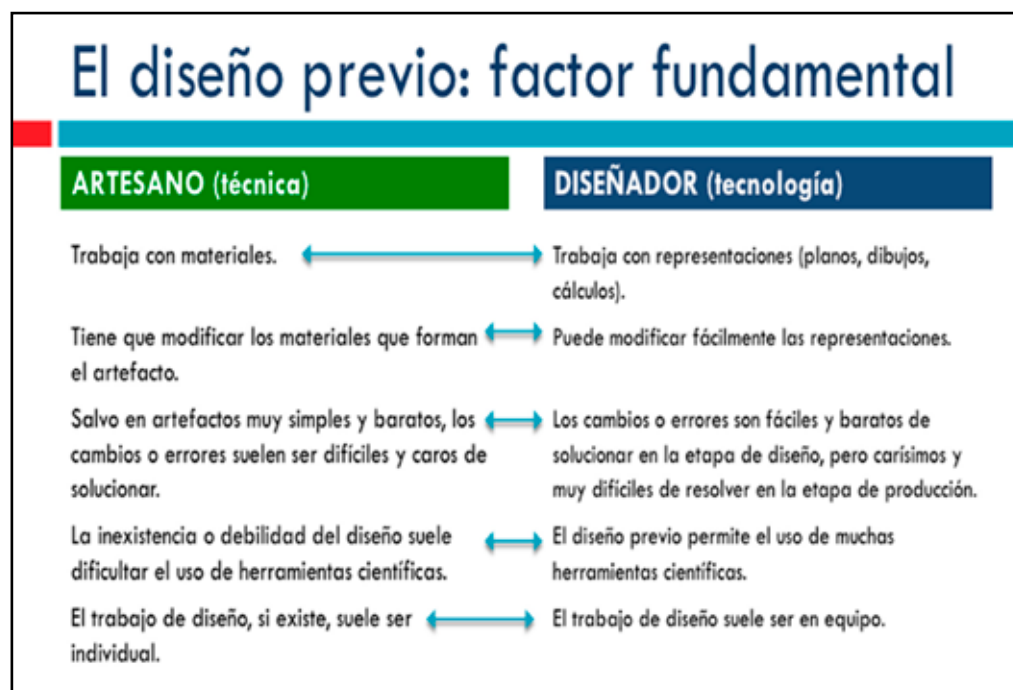 El diseño previo: factor fundamental
ARTESANO (técnica)
DISEÑADOR (tecnología)
Trabaja con materiales.
Trabaja con representaciones (planos, dibujos,
cálculos).
Tiene que modificar los materiales que forman
el artefacto.
Puede modificar fácilmente las representaciones.
Salvo en artefactos muy simples y baratos, los
cambios o errores suelen ser difíciles y caros de
solucionar.
Los cambios o errores son fáciles y baratos de
solucionar en la etapa de diseño, pero carísimos y
muy difíciles de resolver en la etapa de producción.
La inexistencia o debilidad del diseño suele
dificultar el uso de herramientas científicas.
El diseño previo permite el uso de muchas
herramientas científicas.
El trabajo de diseño, si existe, suele ser
individual.
El trabajo de diseño suele ser en equipo.